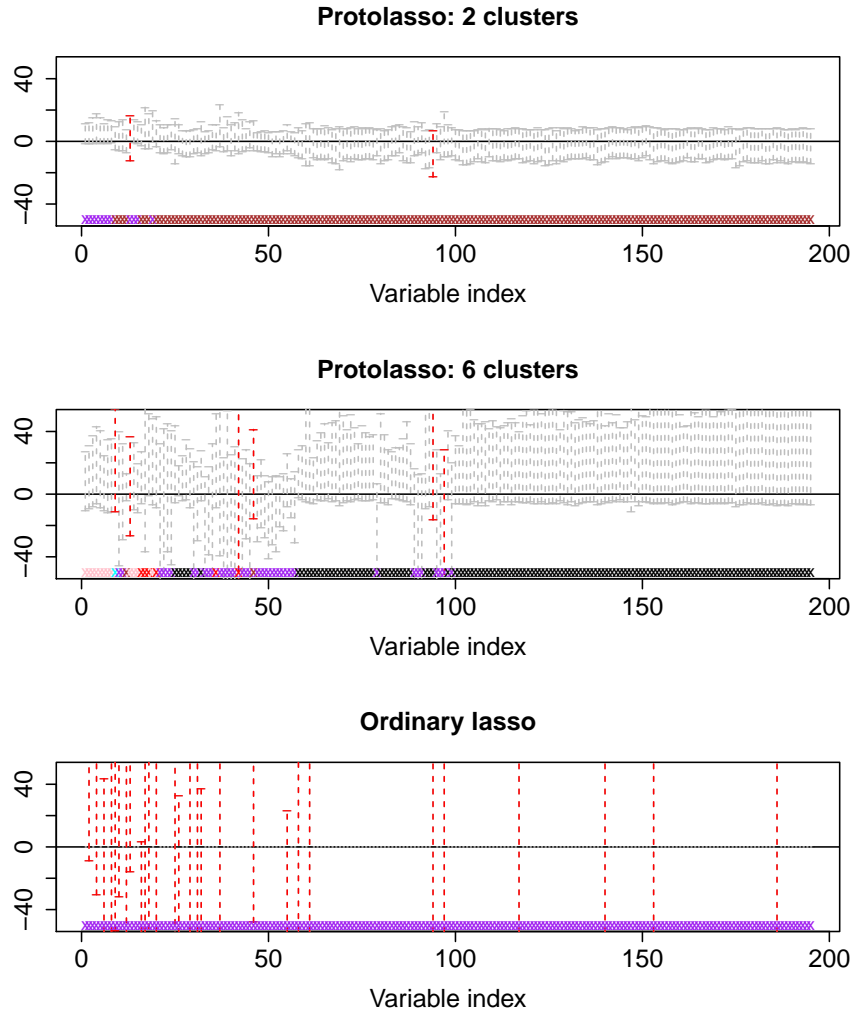 Protolasso: 2 clusters
40
0
−40
0 50 100 150 200
Variable index
Protolasso: 6 clusters
40
0
−40
0 50 100 150 200
Variable index
Ordinary lasso
40
0
−40
0 50 100 150 200
Variable index